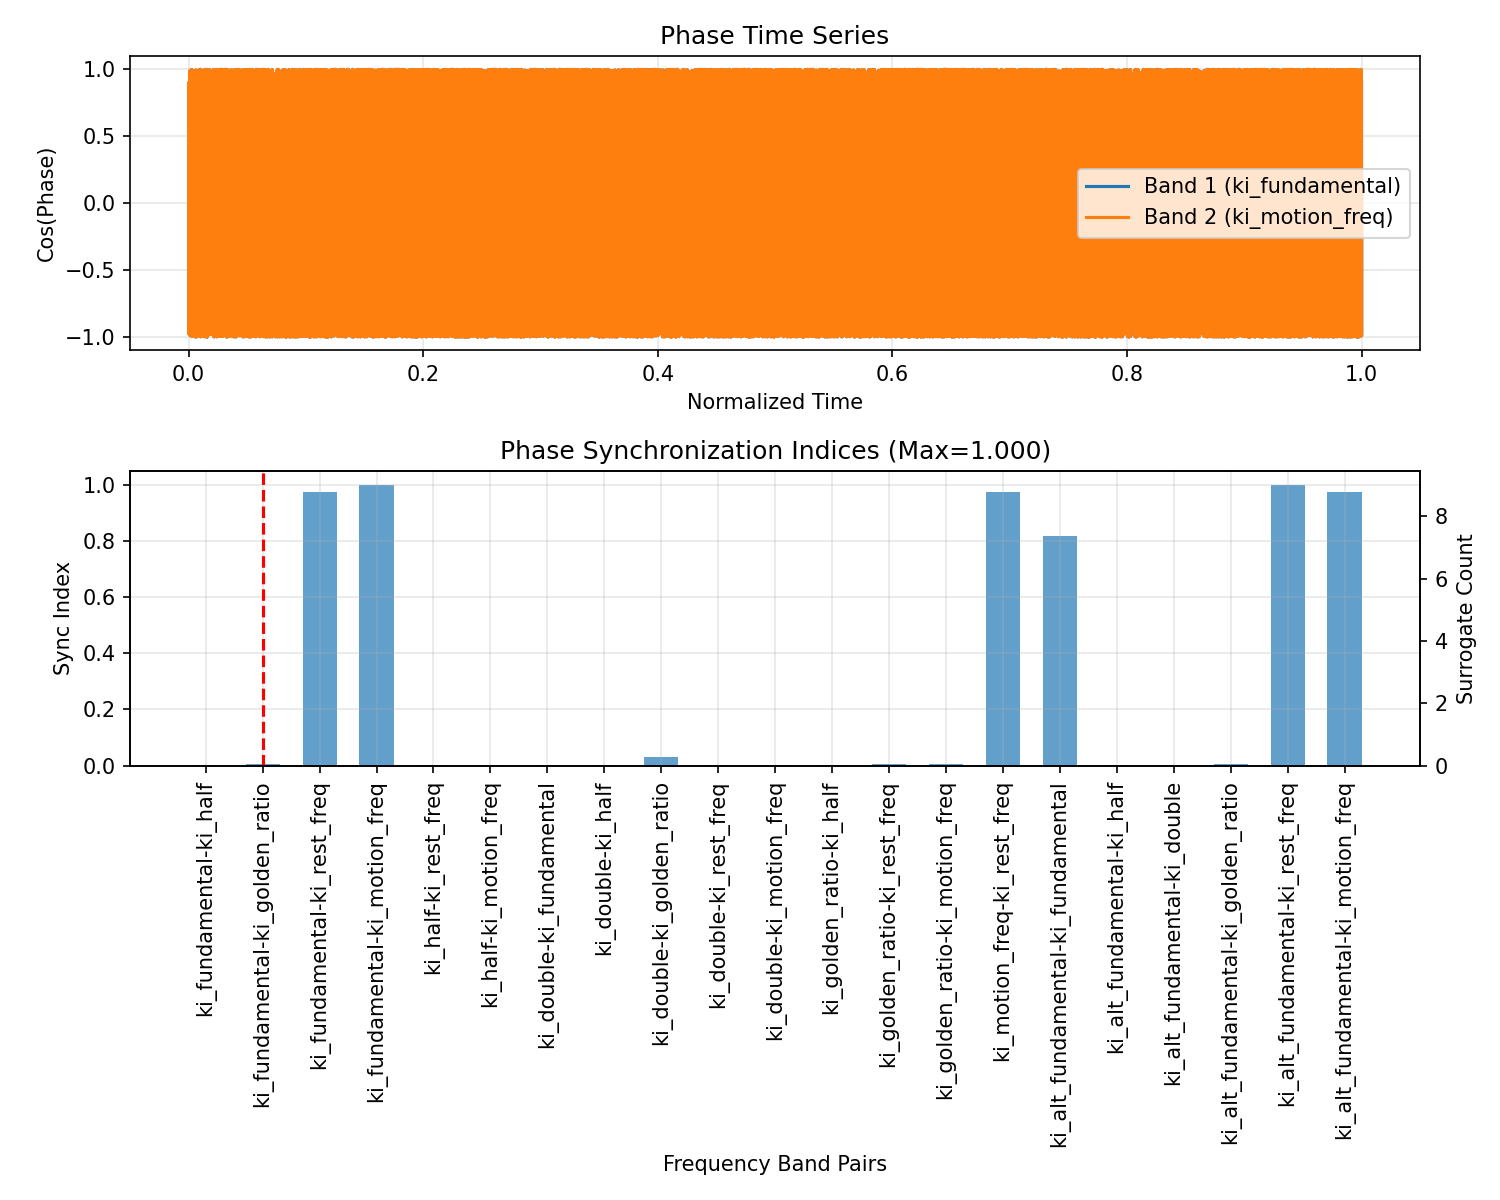 Phase Time Series
1.0
0.5
0.0
−0.5
−1.0
Cos(Phase)
Band 1 (ki_fundamental)
Band 2 (ki_motion_freq)
0.0 0.2 0.4 0.6 0.8 1.0
Normalized Time
Phase Synchronization Indices (Max=1.000)
1.0
0.8
0.6
0.4
0.2
0.0
Sync Index
8
6
4
2
0
Surrogate Count
ki_fundamental-ki_half
ki_fundamental-ki_golden_ratio
ki_fundamental-ki_rest_freq
ki_fundamental-ki_motion_freq
ki_half-ki_rest_freq
ki_half-ki_motion_freq
ki_double-ki_fundamental
ki_double-ki_half
ki_double-ki_golden_ratio
ki_double-ki_rest_freq
ki_double-ki_motion_freq
ki_golden_ratio-ki_half
ki_golden_ratio-ki_rest_freq
ki_golden_ratio-ki_motion_freq
ki_motion_freq-ki_rest_freq
ki_alt_fundamental-ki_fundamental
ki_alt_fundamental-ki_half
ki_alt_fundamental-ki_double
ki_alt_fundamental-ki_golden_ratio
ki_alt_fundamental-ki_rest_freq
ki_alt_fundamental-ki_motion_freq
Frequency Band Pairs